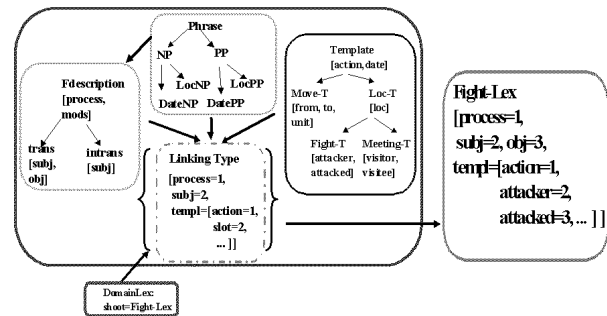 Phrase
NP PP
LocNP LocPP
DateNP DatePP
Fdescription
[process,
mods]
trans intrans
[subj, [subj]
obj]
Template
[action,date]
Move-T Loc-T
[from, to, [loc]
unit]
Fight-T Meeting-T
[attacker, [visitor,
attacked] visitee]
Linking Type
[process=1,
subj=2,
templ=[action=1,
slot=2,
... ]]
DomainLex:
shoot=Fight-Lex
Fight-Lex
[process=1,
subj=2, obj=3,
templ=[action=1,
attacker=2,
attacked=3, ... ]]